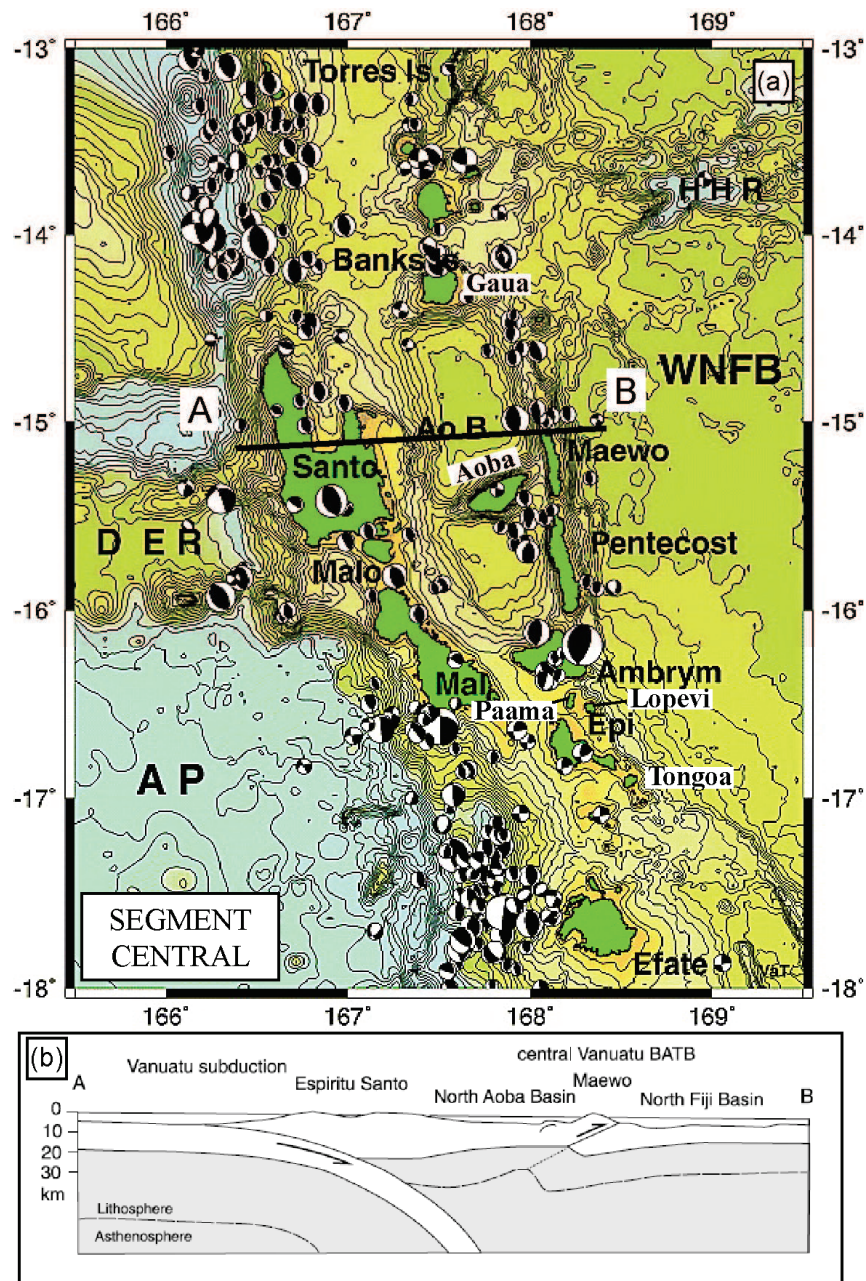 166° 167° 168° 169°
-13° -13°
Torres Is.
(a)
H H R
-14° -14°
Banks Is.
Gaua
WNFB
A B
-15° -15°
Ao B
Santo
Aoba
Maewo
D E R
Pentecost
Malo
-16° -16°
Ambrym
Mal.
Paama Lopevi
Epi
A P
Tongoa
-17° -17°
SEGMENT
CENTRAL
Efate
VaT
-18° -18°
166° 167° 168° 169°
(b)
Vanuatu subduction
central Vanuatu BATB
A Espiritu Santo Maewo B
North Aoba Basin North Fiji Basin
0
10
20
30
km
Lithosphere
Asthenosphere